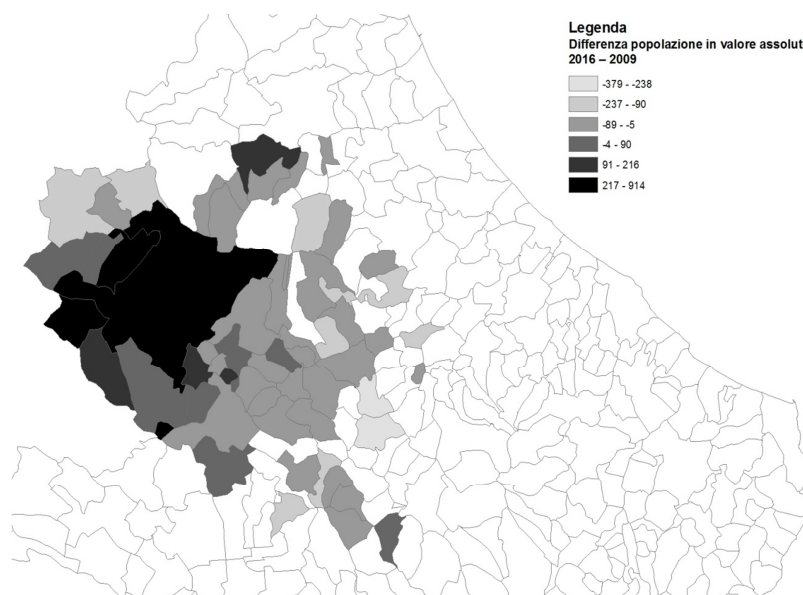 Legenda
Differenza popolazione in valore assolut
2016 – 2009
-379 - -238
-237 - -90
-89 - -5
-4 - 90
91 - 216
217 - 914